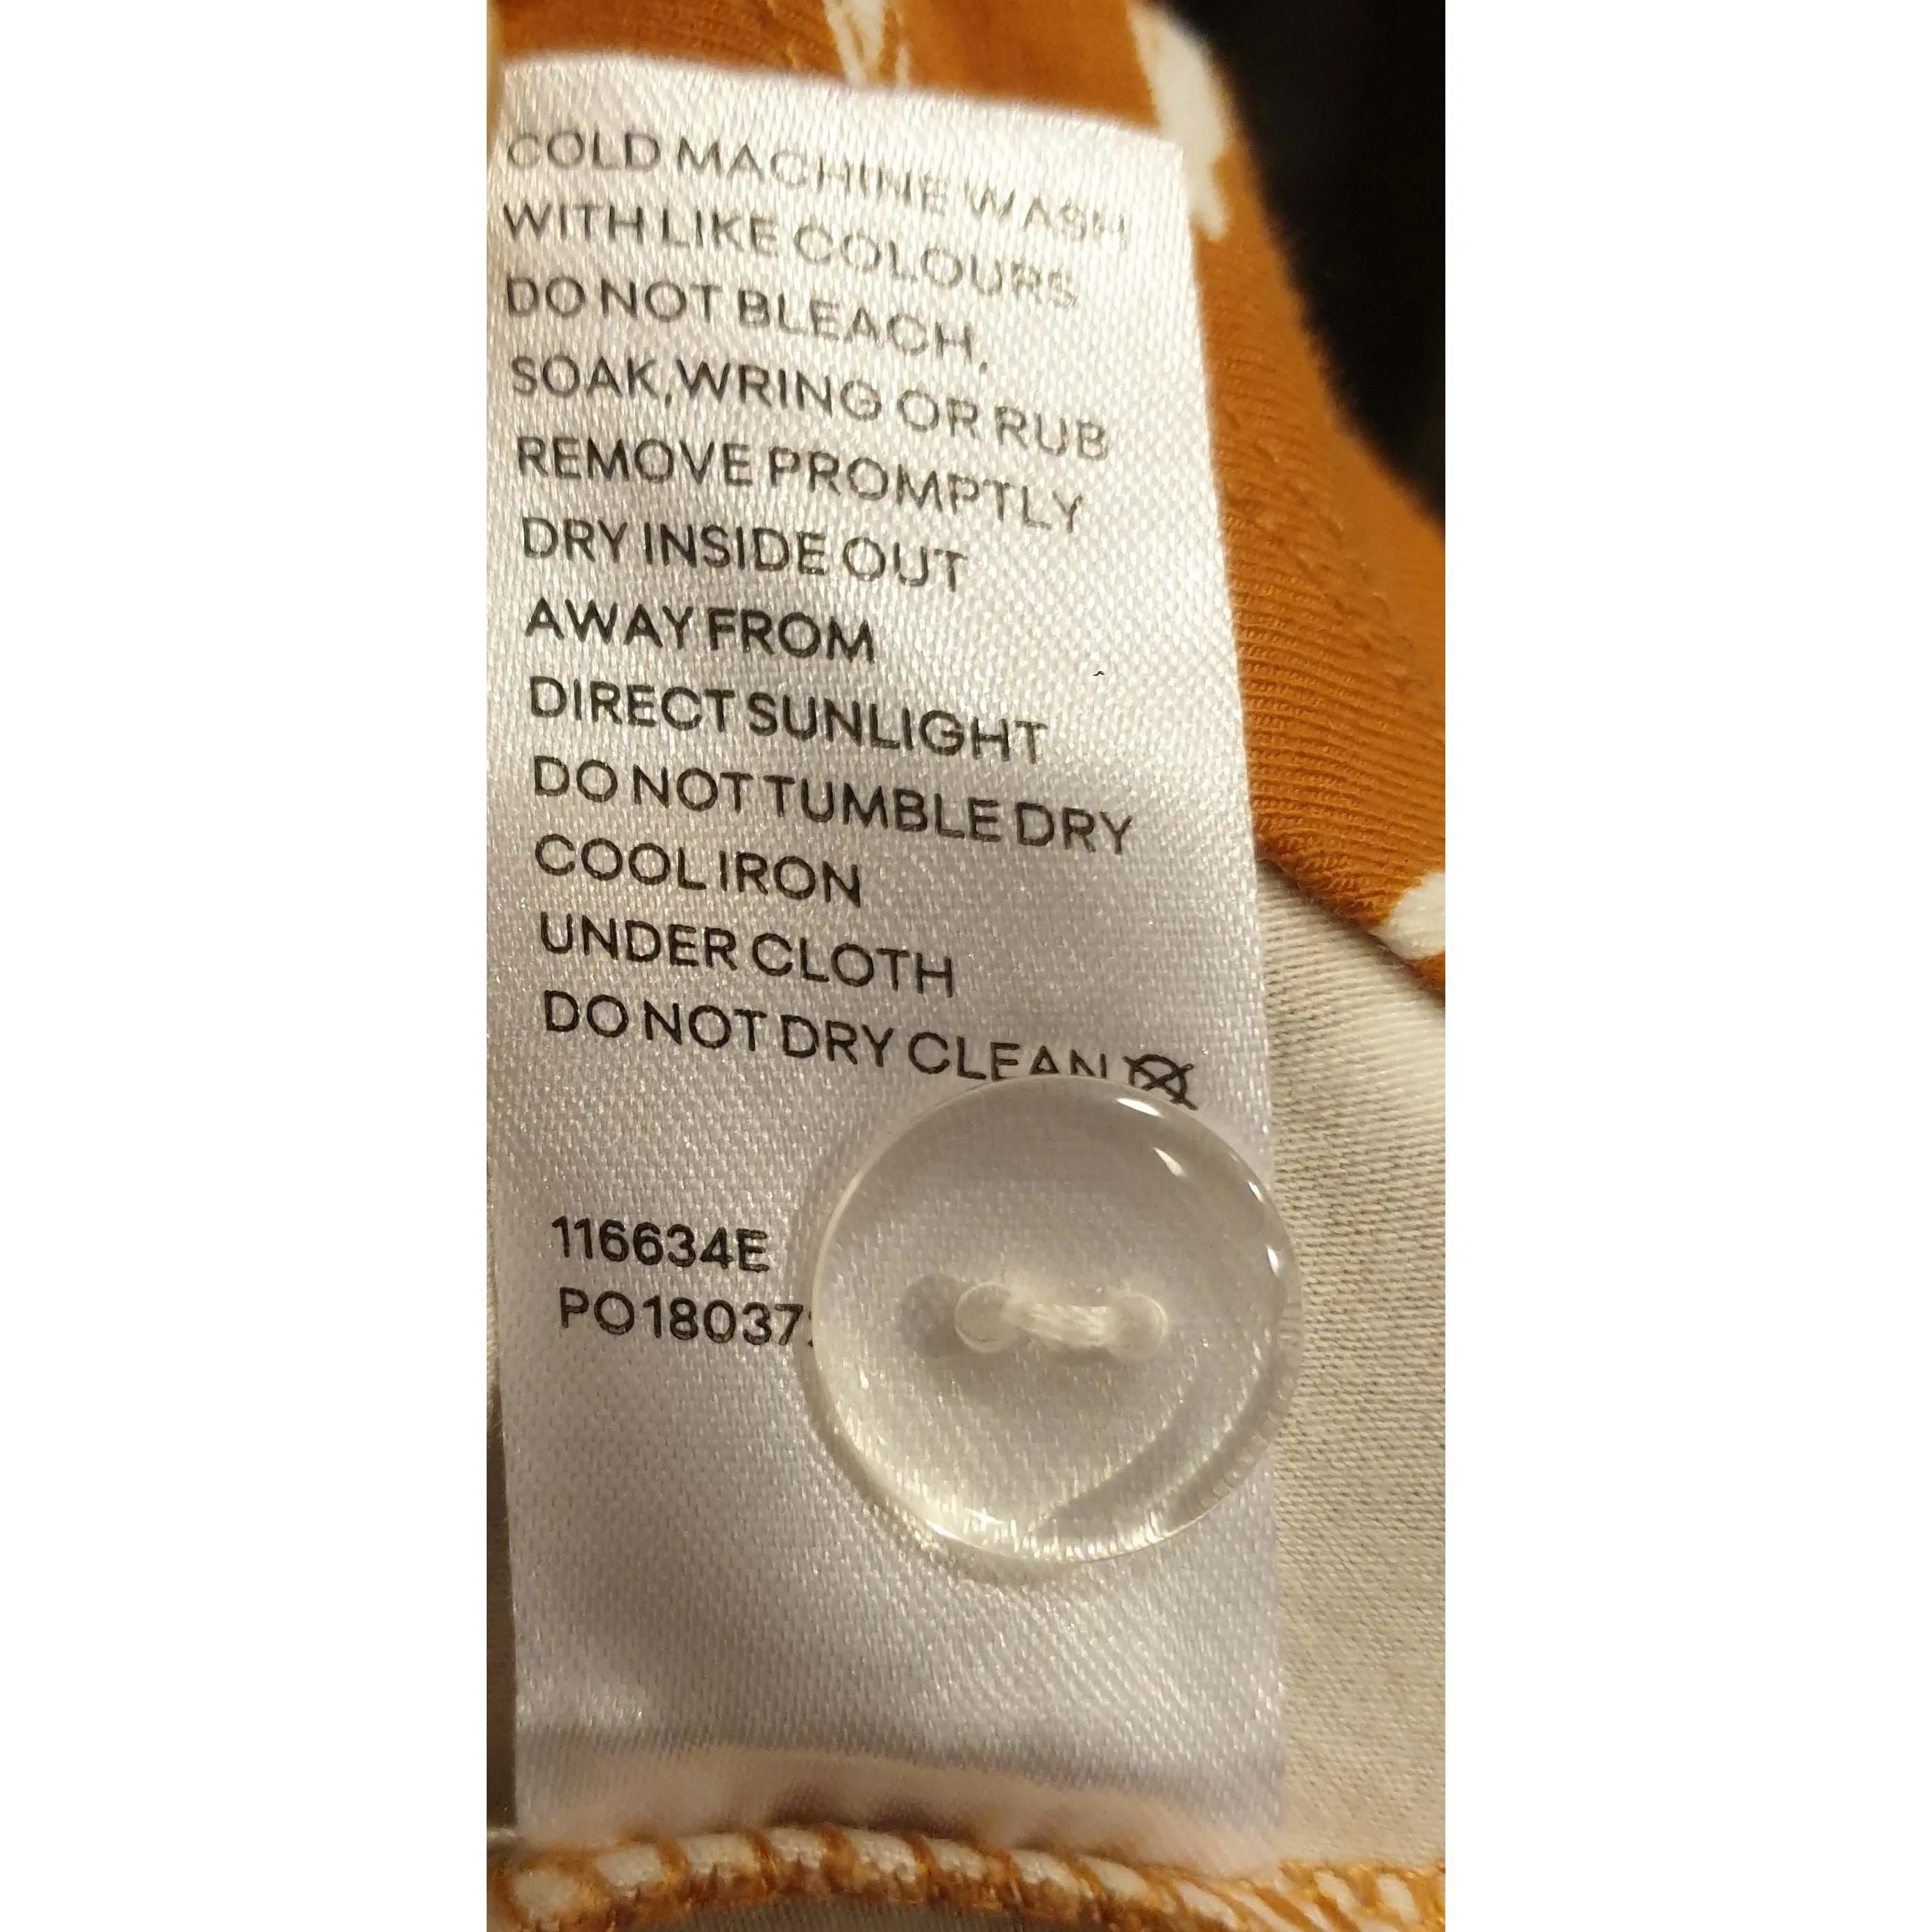 COLD MACHINE WASH
WITH LIKE COLOURS
DO NOT BLEACH,
SOAK, WRING OR RUB
REMOVE PROMPTLY
DRY INSIDE OUT
AWAY FROM
DIRECT SUNLIGHT
DO NOT TUMBLE DRY
COOL IRON
UNDER CLOTH
DO NOT DRY CLEAN
116634E